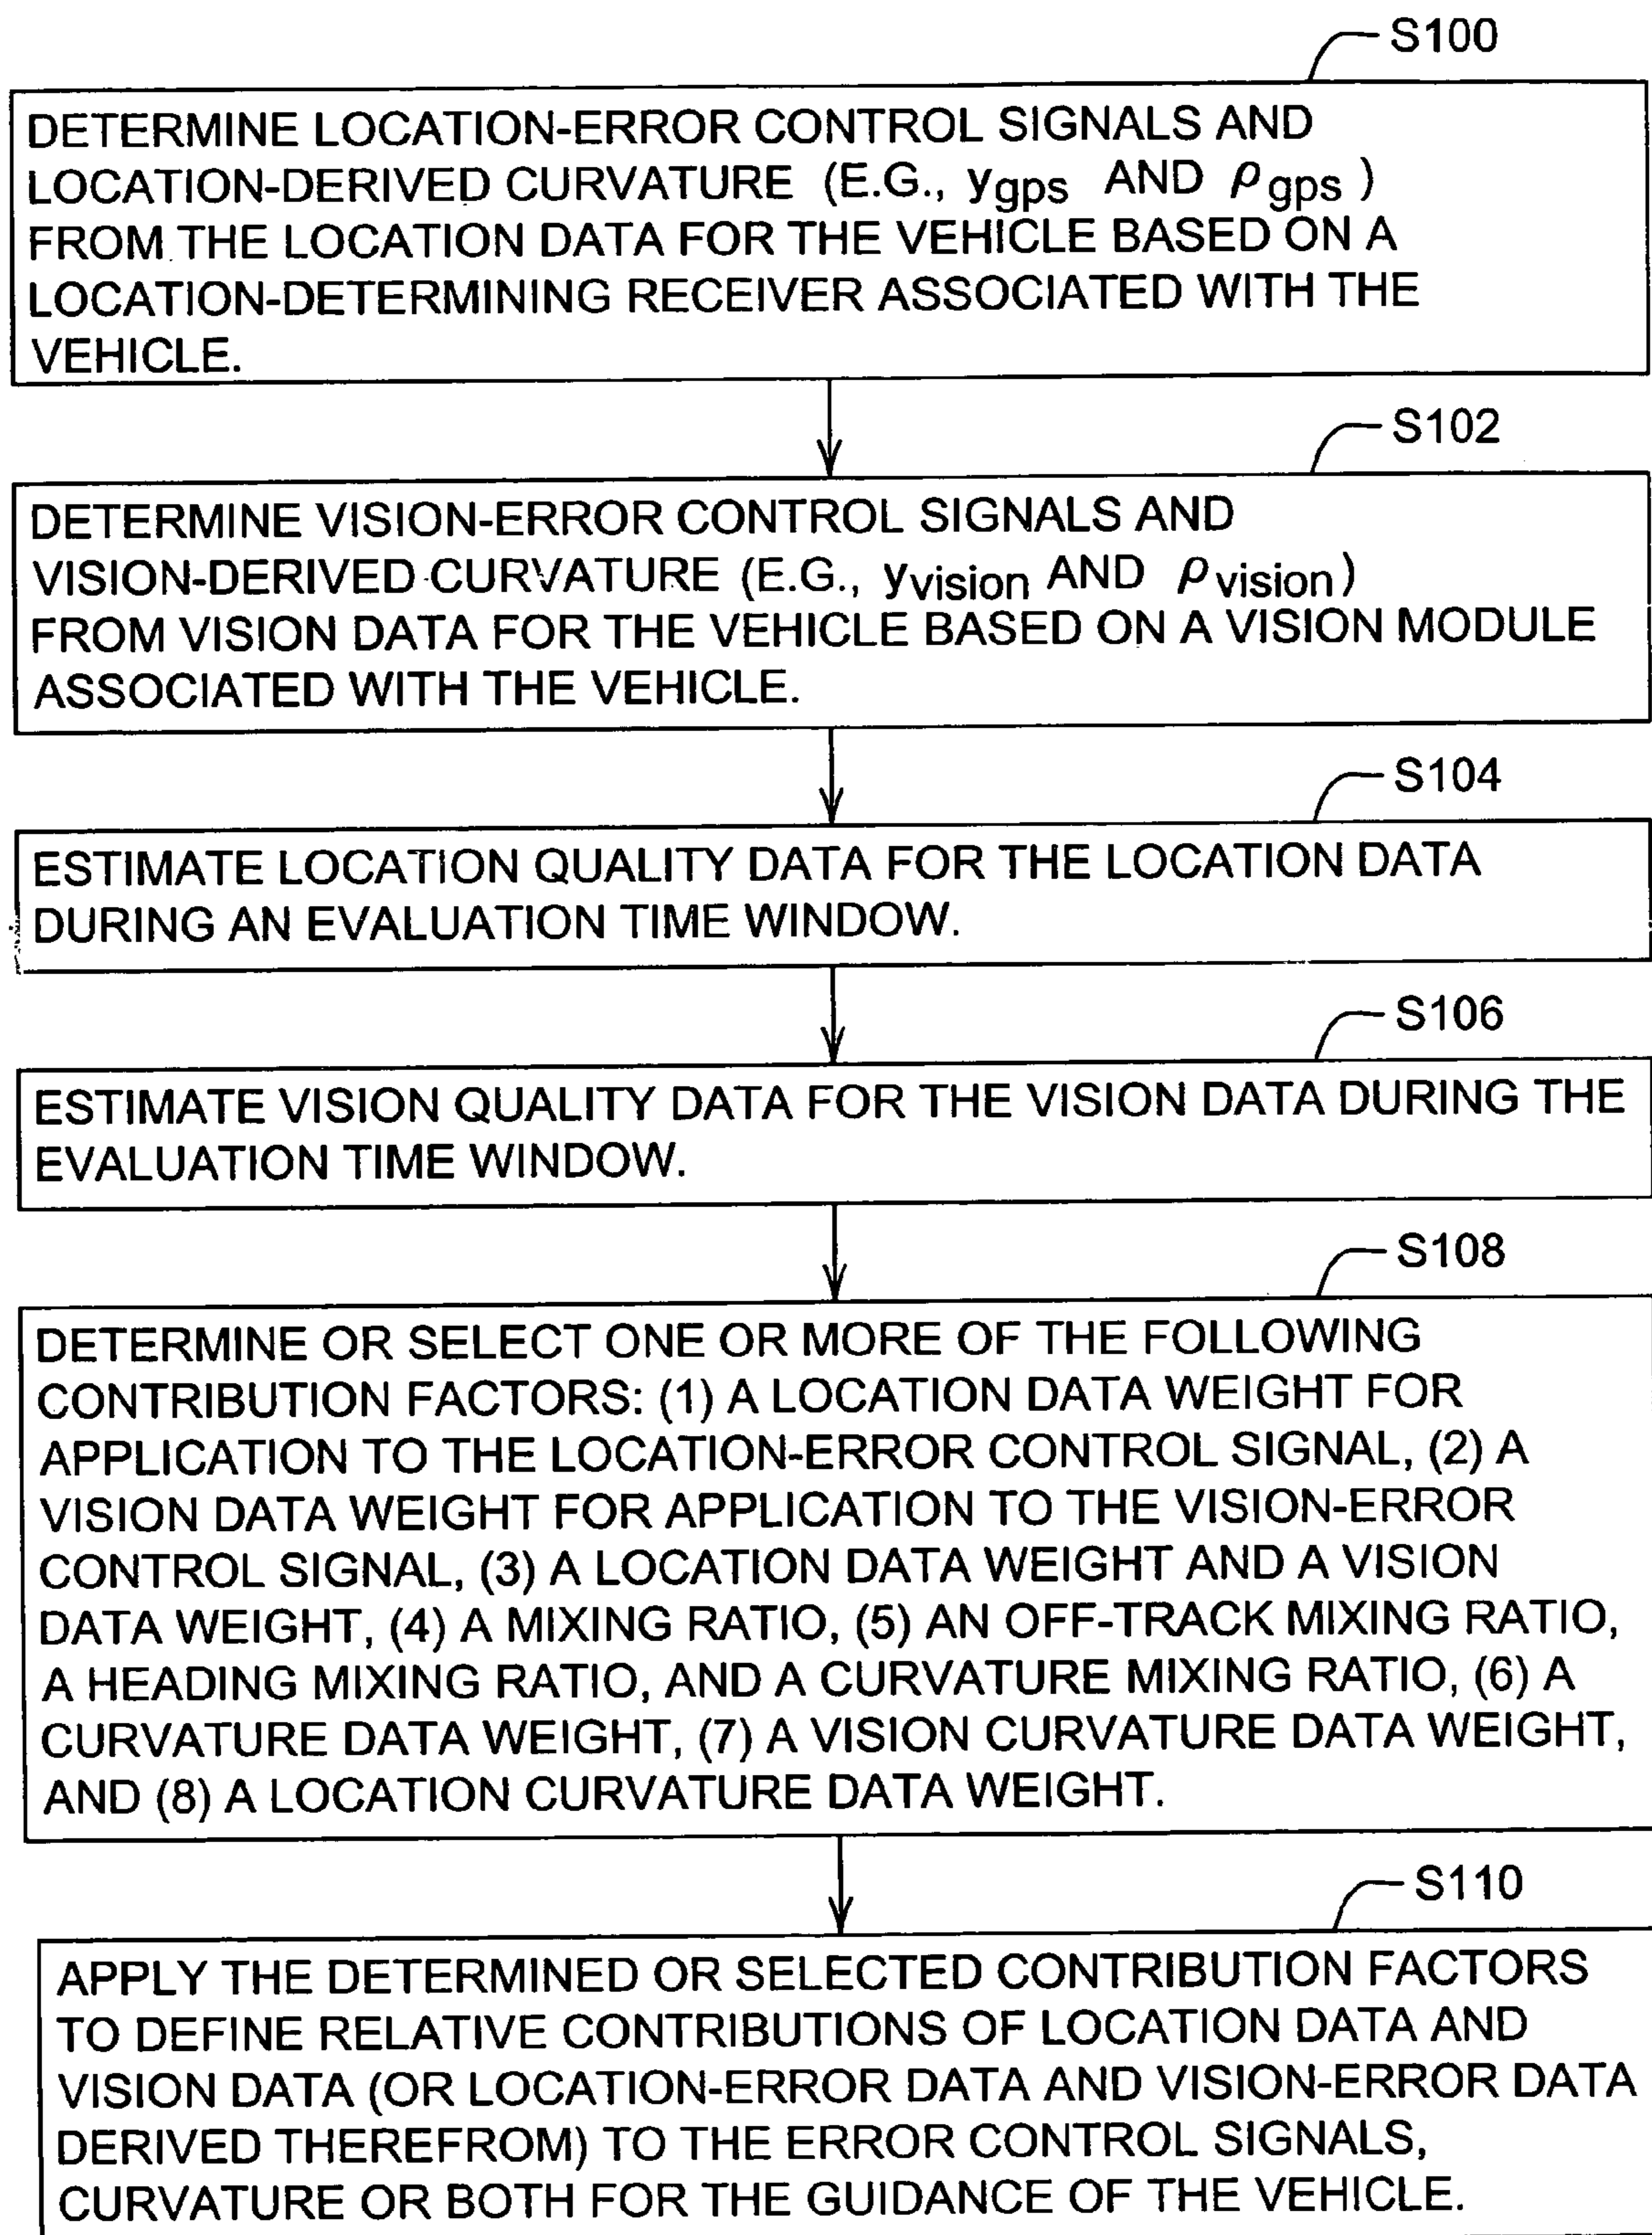 S100
DETERMINE LOCATION-ERROR CONTROL SIGNALS AND
LOCATION-DERIVED CURVATURE (E.G., ygps AND ρgps )
FROM THE LOCATION DATA FOR THE VEHICLE BASED ON A
LOCATION-DETERMINING RECEIVER ASSOCIATED WITH THE
VEHICLE.
S102
DETERMINE VISION-ERROR CONTROL SIGNALS AND
VISION-DERIVED CURVATURE (E.G., yvision AND ρvision)
FROM VISION DATA FOR THE VEHICLE BASED ON A VISION MODULE
ASSOCIATED WITH THE VEHICLE.
S104
ESTIMATE LOCATION QUALITY DATA FOR THE LOCATION DATA
DURING AN EVALUATION TIME WINDOW.
S106
ESTIMATE VISION QUALITY DATA FOR THE VISION DATA DURING THE
EVALUATION TIME WINDOW.
S108
DETERMINE OR SELECT ONE OR MORE OF THE FOLLOWING
CONTRIBUTION FACTORS: (1) A LOCATION DATA WEIGHT FOR
APPLICATION TO THE LOCATION-ERROR CONTROL SIGNAL, (2) A
VISION DATA WEIGHT FOR APPLICATION TO THE VISION-ERROR
CONTROL SIGNAL, (3) A LOCATION DATA WEIGHT AND A VISION
DATA WEIGHT, (4) A MIXING RATIO, (5) AN OFF-TRACK MIXING RATIO,
A HEADING MIXING RATIO, AND A CURVATURE MIXING RATIO, (6) A
CURVATURE DATA WEIGHT, (7) A VISION CURVATURE DATA WEIGHT,
AND (8) A LOCATION CURVATURE DATA WEIGHT.
S110
APPLY THE DETERMINED OR SELECTED CONTRIBUTION FACTORS
TO DEFINE RELATIVE CONTRIBUTIONS OF LOCATION DATA AND
VISION DATA (OR LOCATION-ERROR DATA AND VISION-ERROR DATA
DERIVED THEREFROM) TO THE ERROR CONTROL SIGNALS,
CURVATURE OR BOTH FOR THE GUIDANCE OF THE VEHICLE.